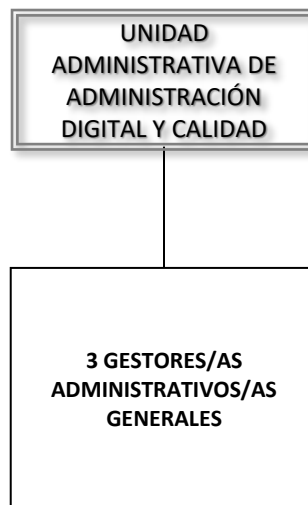 UNIDAD
ADMINISTRATIVA DE
ADMINISTRACIÓN
DIGITAL Y CALIDAD
3 GESTORES/AS
ADMINISTRATIVOS/AS
GENERALES